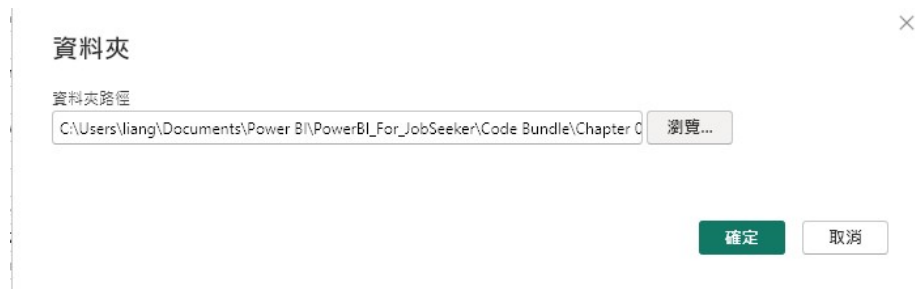 資料夾
資料夾路徑
C:\Users\liang\Documents\Power BI\PowerBI_For_JobSeeker\Code Bundle\Chapter 0
瀏覽...
確定
取消